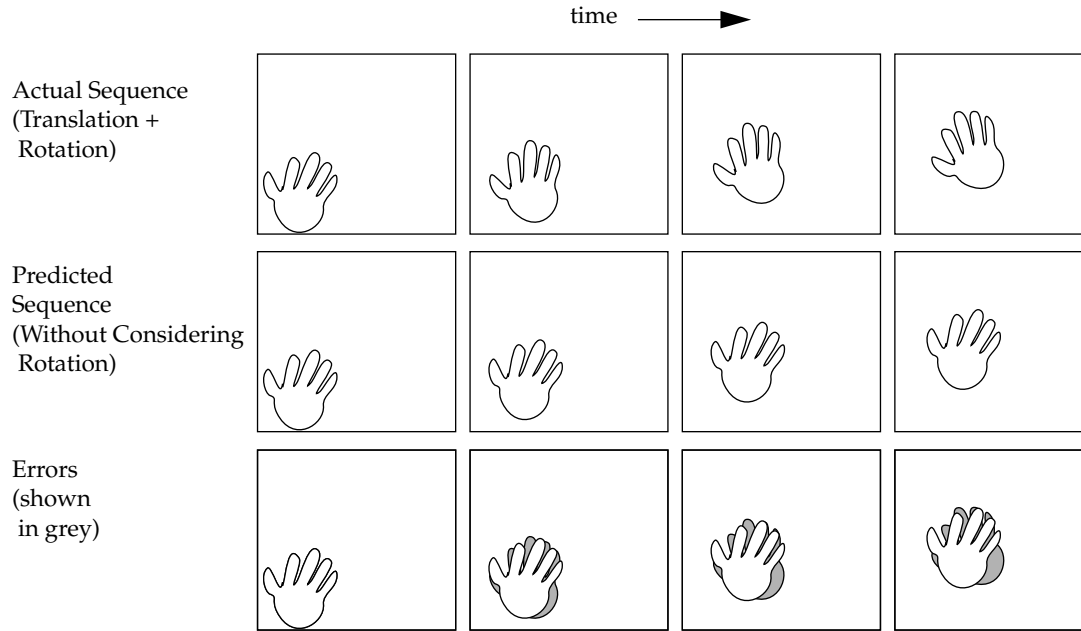 time
Actual Sequence
(Translation +
Rotation)
Predicted
Sequence
(Without Considering
Rotation)
Errors
(shown
in grey)